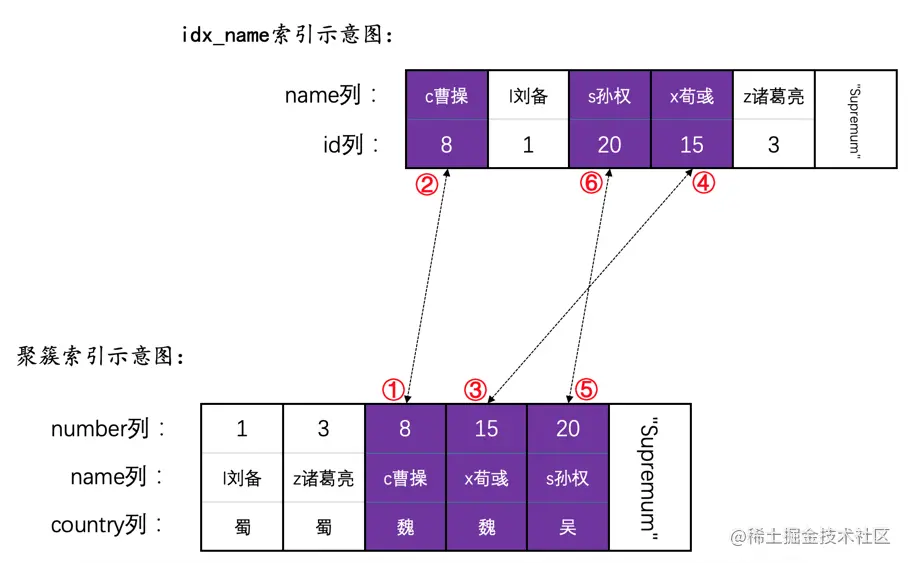 idx_name索引示意图：
name列： c曹操 l刘备 s孙权 x荀彧 z诸葛亮 "Supremum"
id列： 8 1 20 15 3
② ⑥ ④
聚簇索引示意图：
① ③ ⑤
number列： 1 3 8 15 20 "Supremum"
name列： l刘备 z诸葛亮 c曹操 x荀彧 s孙权
country列： 蜀 蜀 魏 魏 吴
@稀土掘金技术社区